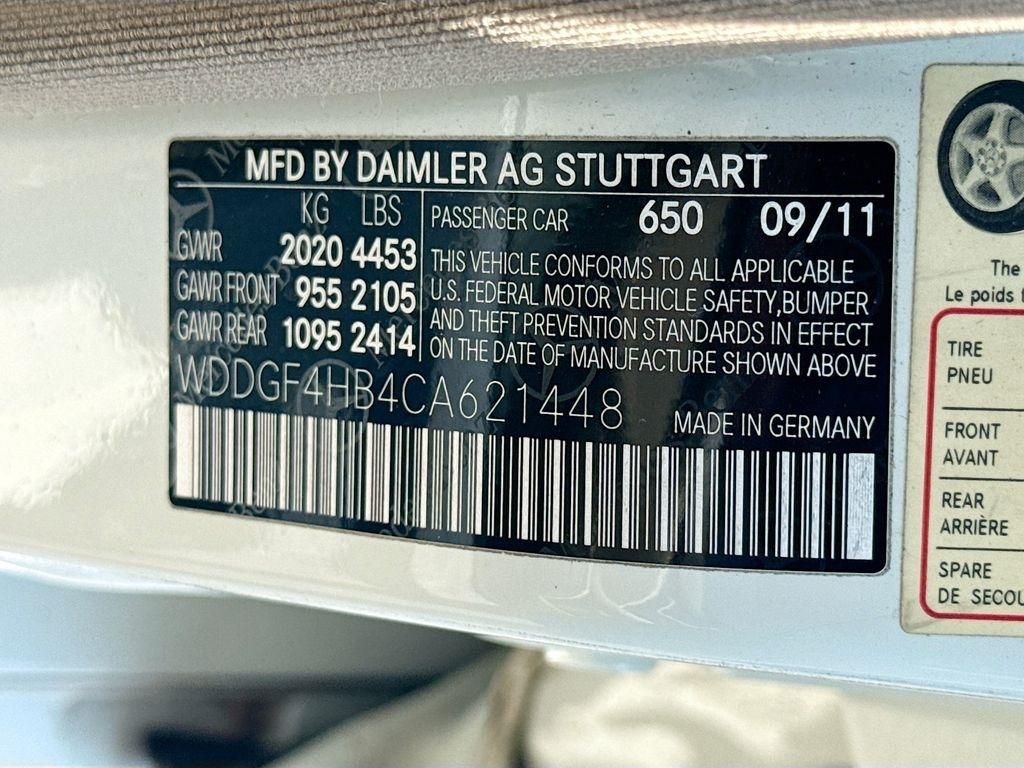 MFD BY DAIMLER AG STUTTGART
KG LBS
GVWR 2020 4453
GAWR FRONT 955 2105
GAWR REAR 1095 2414
PASSENGER CAR 650 09/11
THIS VEHICLE CONFORMS TO ALL APPLICABLE
U.S. FEDERAL MOTOR VEHICLE SAFETY,BUMPER
AND THEFT PREVENTION STANDARDS IN EFFECT
ON THE DATE OF MANUFACTURE SHOWN ABOVE
WDDGF4HB4CA621448
MADE IN GERMANY
The
Le poids
TIRE
PNEU
FRONT
AVANT
REAR
ARRIÈRE
SPARE
DE SECOU